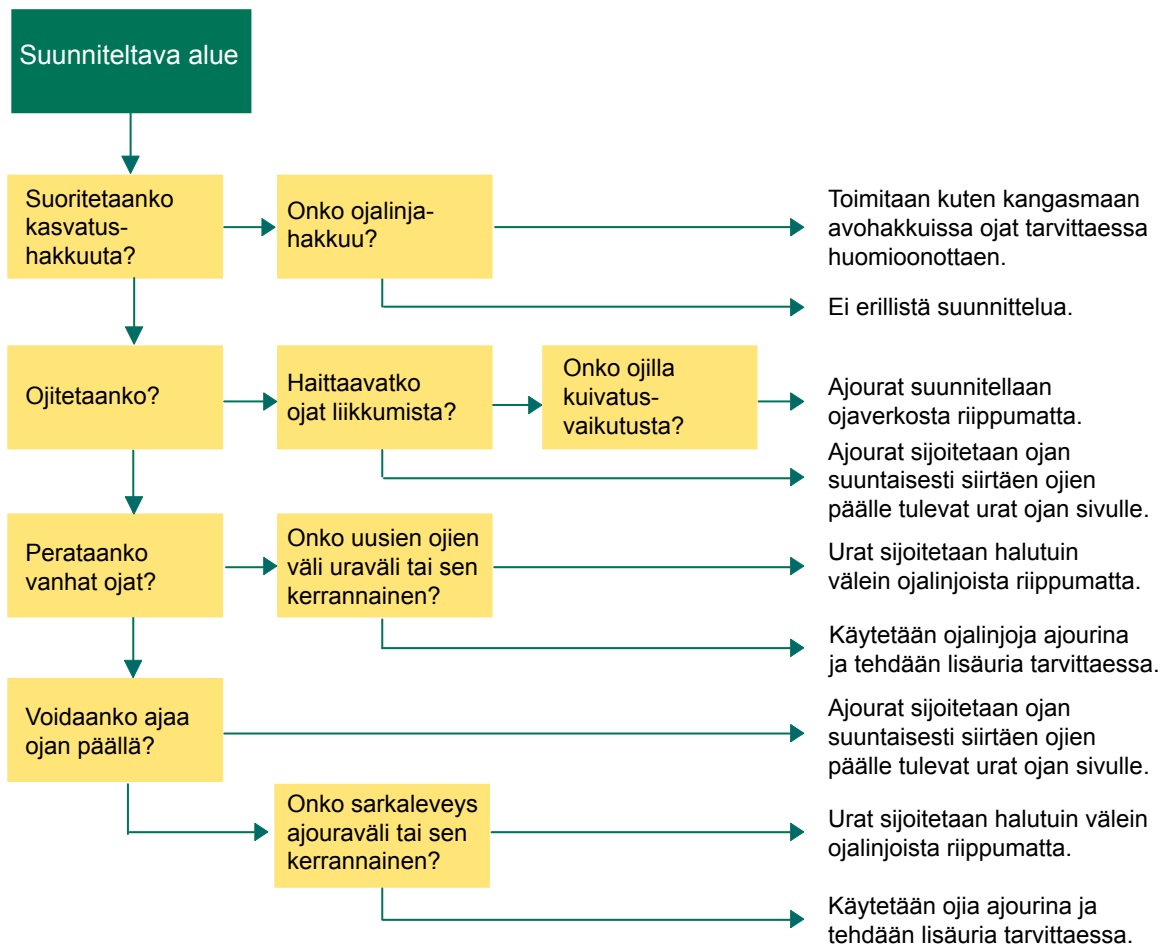 Suunniteltava alue
Suoritetaanko
kasvatus-
hakkuuta?
Onko ojalinja-
hakkuu?
Toimitaan kuten kangasmaan
avohakkuissa ojat tarvittaessa
huomioonottaen.
Ei erillistä suunnittelua.
Ojitetaanko?
Haittaavatko
ojat liikkumista?
Onko ojilla
kuivatus-
vaikutusta?
Ajourat suunnitellaan
ojaverkosta riippumatta.
Ajourat sijoitetaan ojan
suuntaisesti siirtäen ojien
päälle tulevat urat ojan sivulle.
Perataanko
vanhat ojat?
Onko uusien ojien
väli uraväli tai sen
kerrannainen?
Urat sijoitetaan halutuin
välein ojalinjoista riippumatta.
Käytetään ojalinjoja ajourina
ja tehdään lisäuria tarvittaessa.
Voidaanko ajaa
ojan päällä?
Ajourat sijoitetaan ojan
suuntaisesti siirtäen ojien
päälle tulevat urat ojan sivulle.
Onko sarkaleveys
ajouraväli tai sen
kerrannainen?
Urat sijoitetaan halutuin välein
ojalinjoista riippumatta.
Käytetään ojia ajourina ja
tehdään lisäuria tarvittaessa.